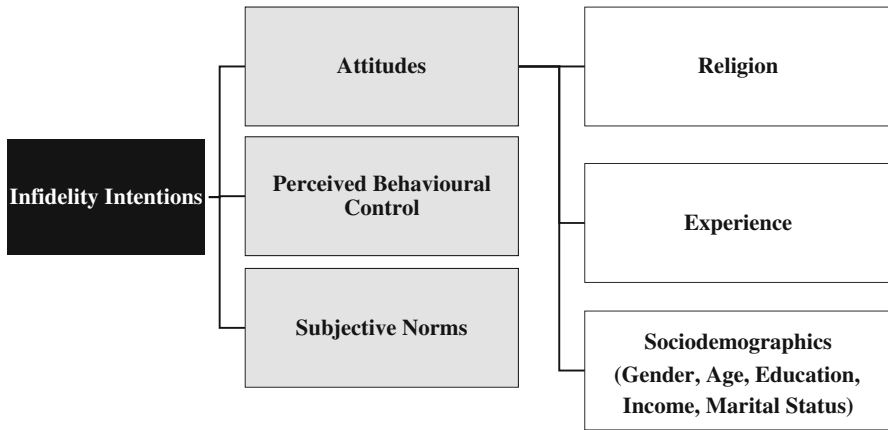 Infidelity Intentions
Attitudes
Perceived Behavioural
Control
Subjective Norms
Religion
Experience
Sociodemographics
(Gender, Age, Education,
Income, Marital Status)